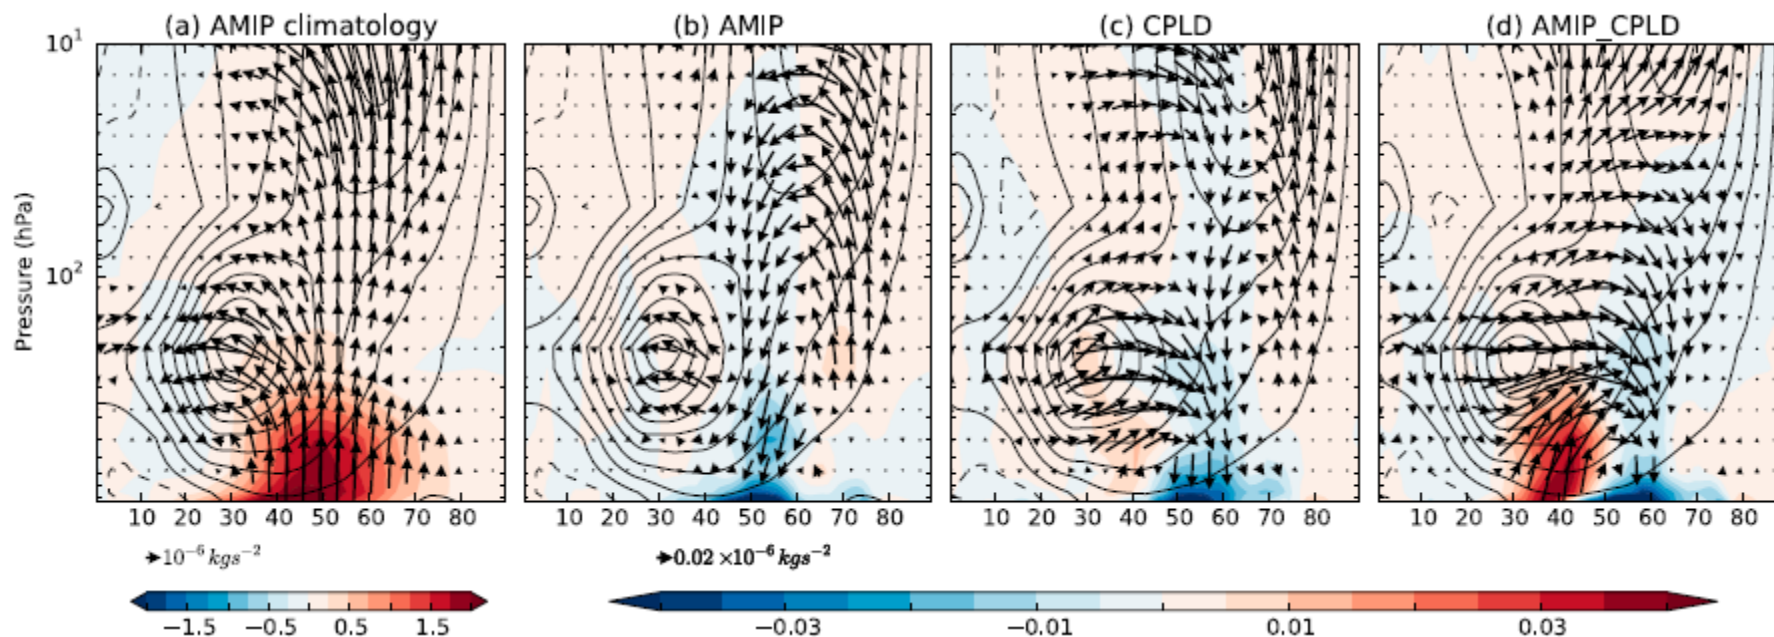 (a) AMIP climatology (b) AMIP (c) CPLD (d) AMIP_CPLD
10¹
10²
Pressure (hPa)
10 20 30 40 50 60 70 80 10 20 30 40 50 60 70 80 10 20 30 40 50 60 70 80 10 20 30 40 50 60 70 80
10⁻⁶ kgs⁻² 0.02 ×10⁻⁶ kgs⁻²
−1.5 −0.5 0.5 1.5 −0.03 −0.01 0.01 0.03